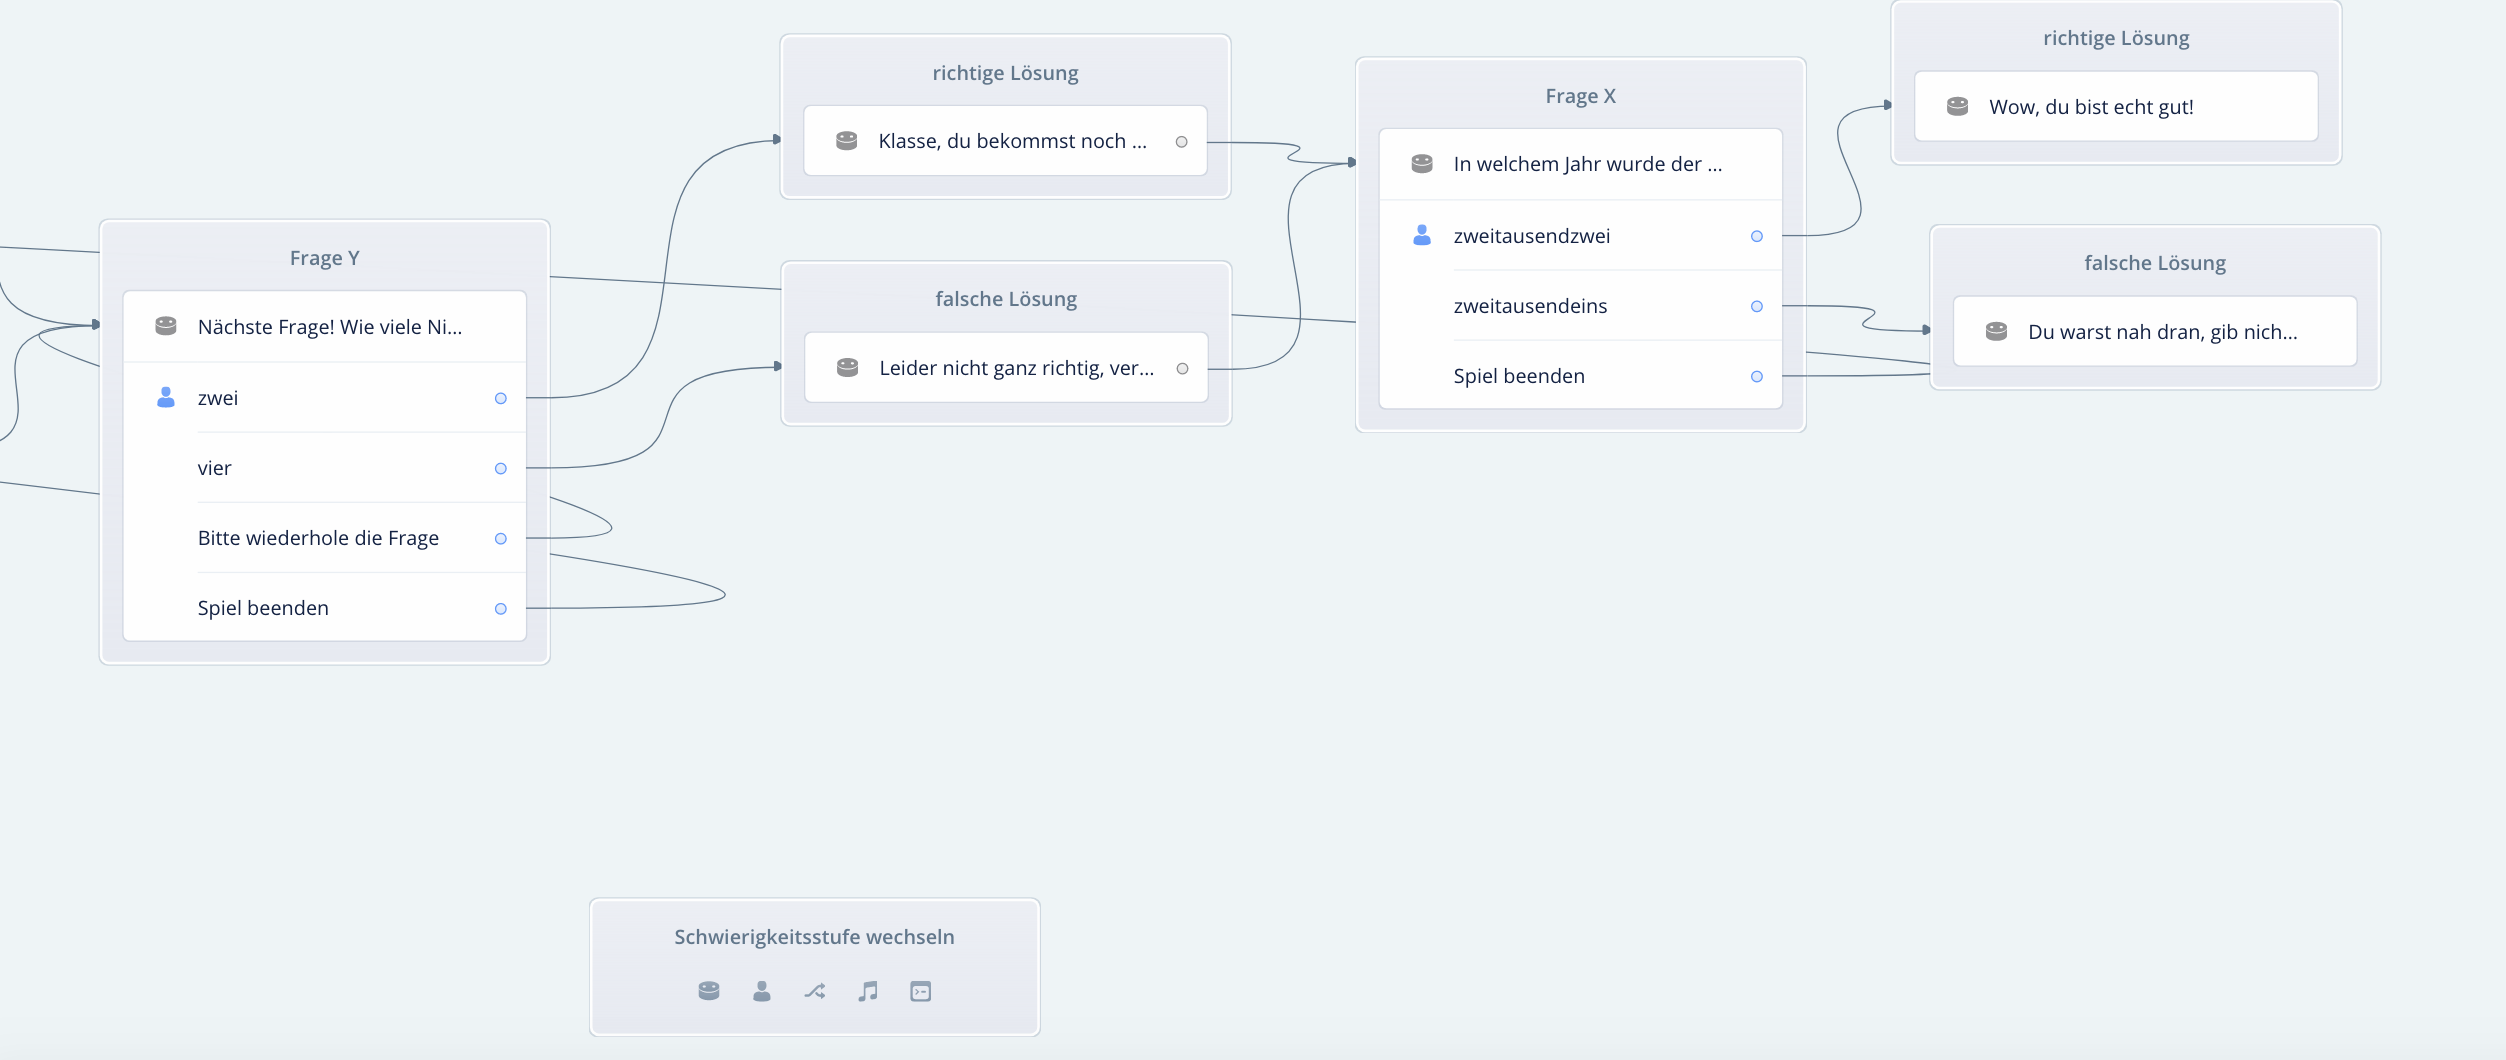 Frage Y
Nächste Frage! Wie viele Ni...
zwei
vier
Bitte wiederhole die Frage
Spiel beenden
richtige Lösung
Klasse, du bekommst noch ...
falsche Lösung
Leider nicht ganz richtig, ver...
Frage X
In welchem Jahr wurde der ...
zweitausendzwei
zweitausendeins
Spiel beenden
richtige Lösung
Wow, du bist echt gut!
falsche Lösung
Du warst nah dran, gib nich...
Schwierigkeitsstufe wechseln